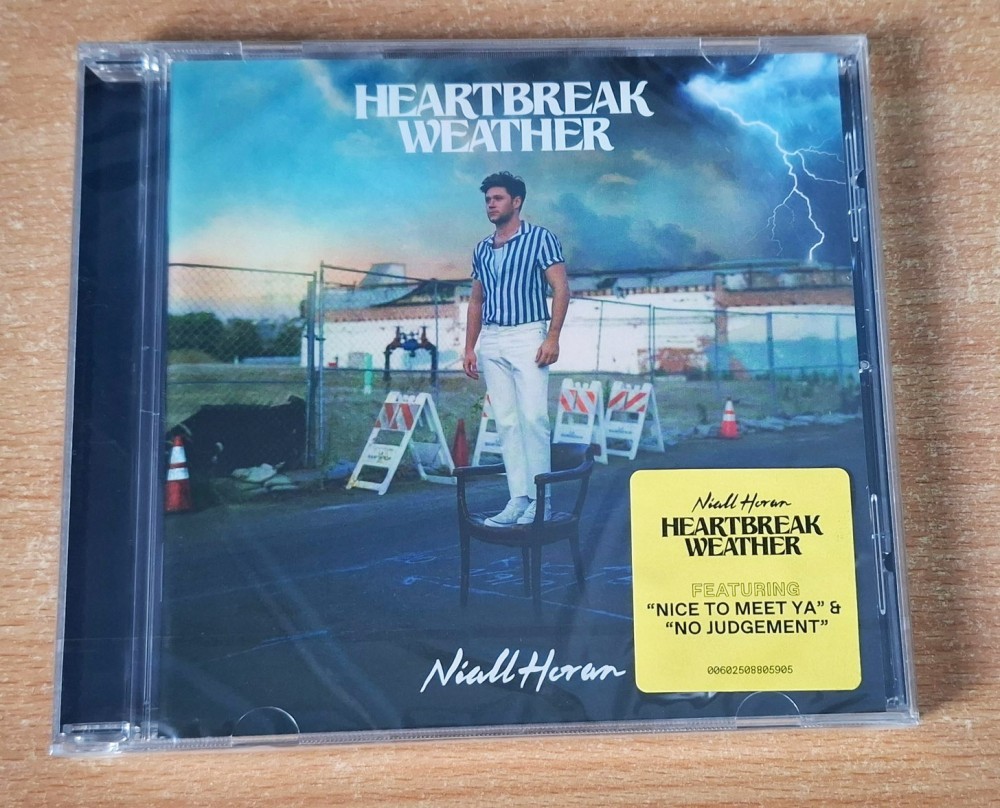 HEARTBREAK
WEATHER
Niall Horan
Niall Horan
HEARTBREAK
WEATHER
FEATURING
“NICE TO MEET YA” &
“NO JUDGEMENT”
00602508805905